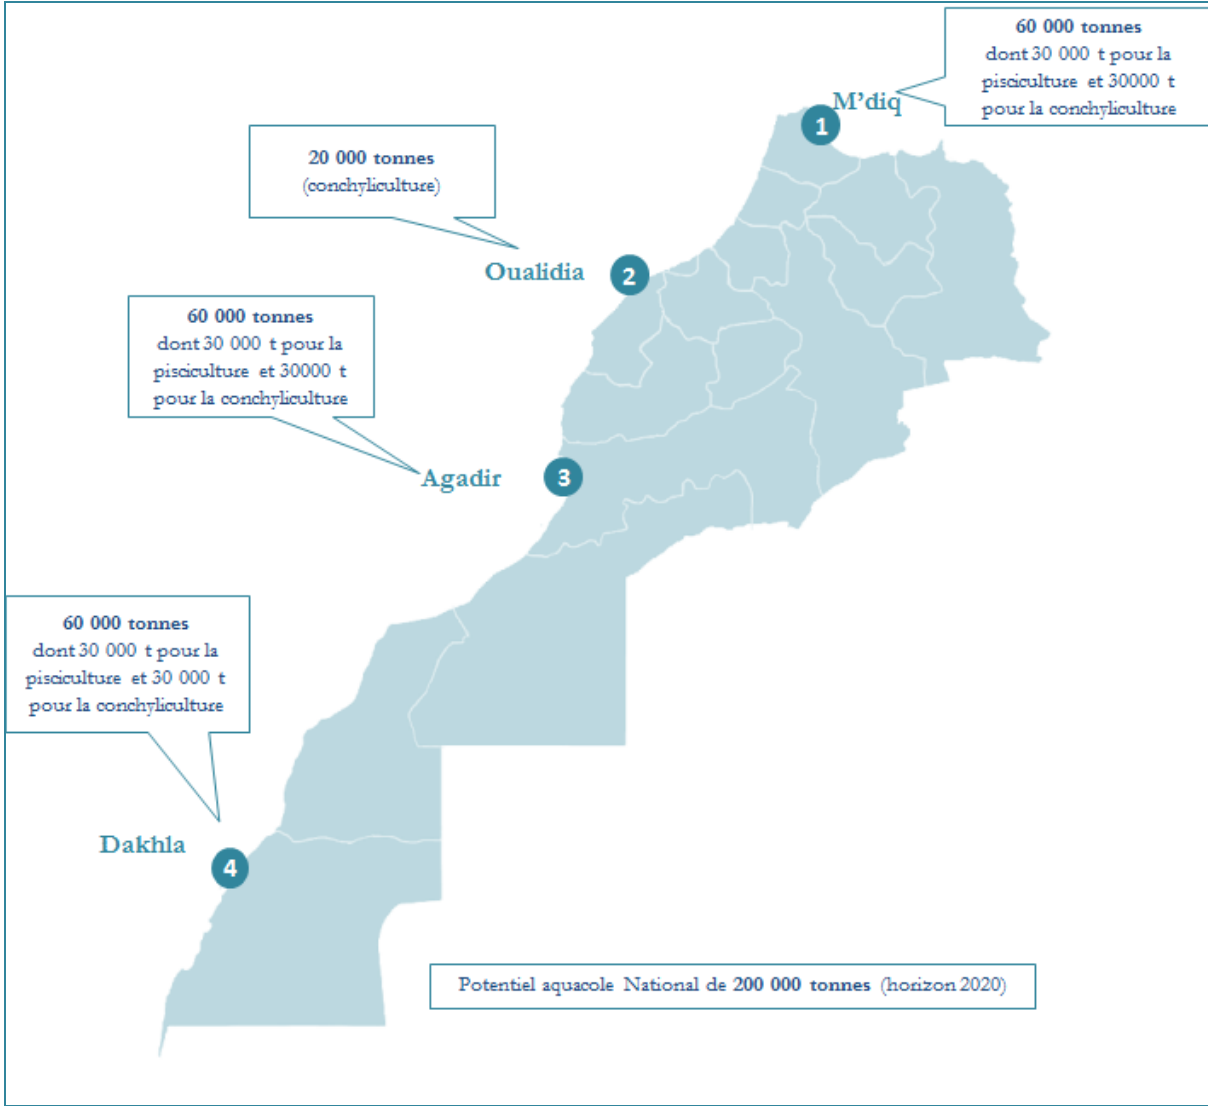 60 000 tonnes
dont 30 000 t pour la
pisciculture et 30000 t
pour la conchyliculture
M'diq
1
20 000 tonnes
(conchyliculture)
Oualidia
2
60 000 tonnes
dont 30 000 t pour la
pisciculture et 30000 t
pour la conchyliculture
Agadir
3
60 000 tonnes
dont 30 000 t pour la
pisciculture et 30 000 t
pour la conchyliculture
Dakhla
4
Potentiel aquacole National de 200 000 tonnes (horizon 2020)